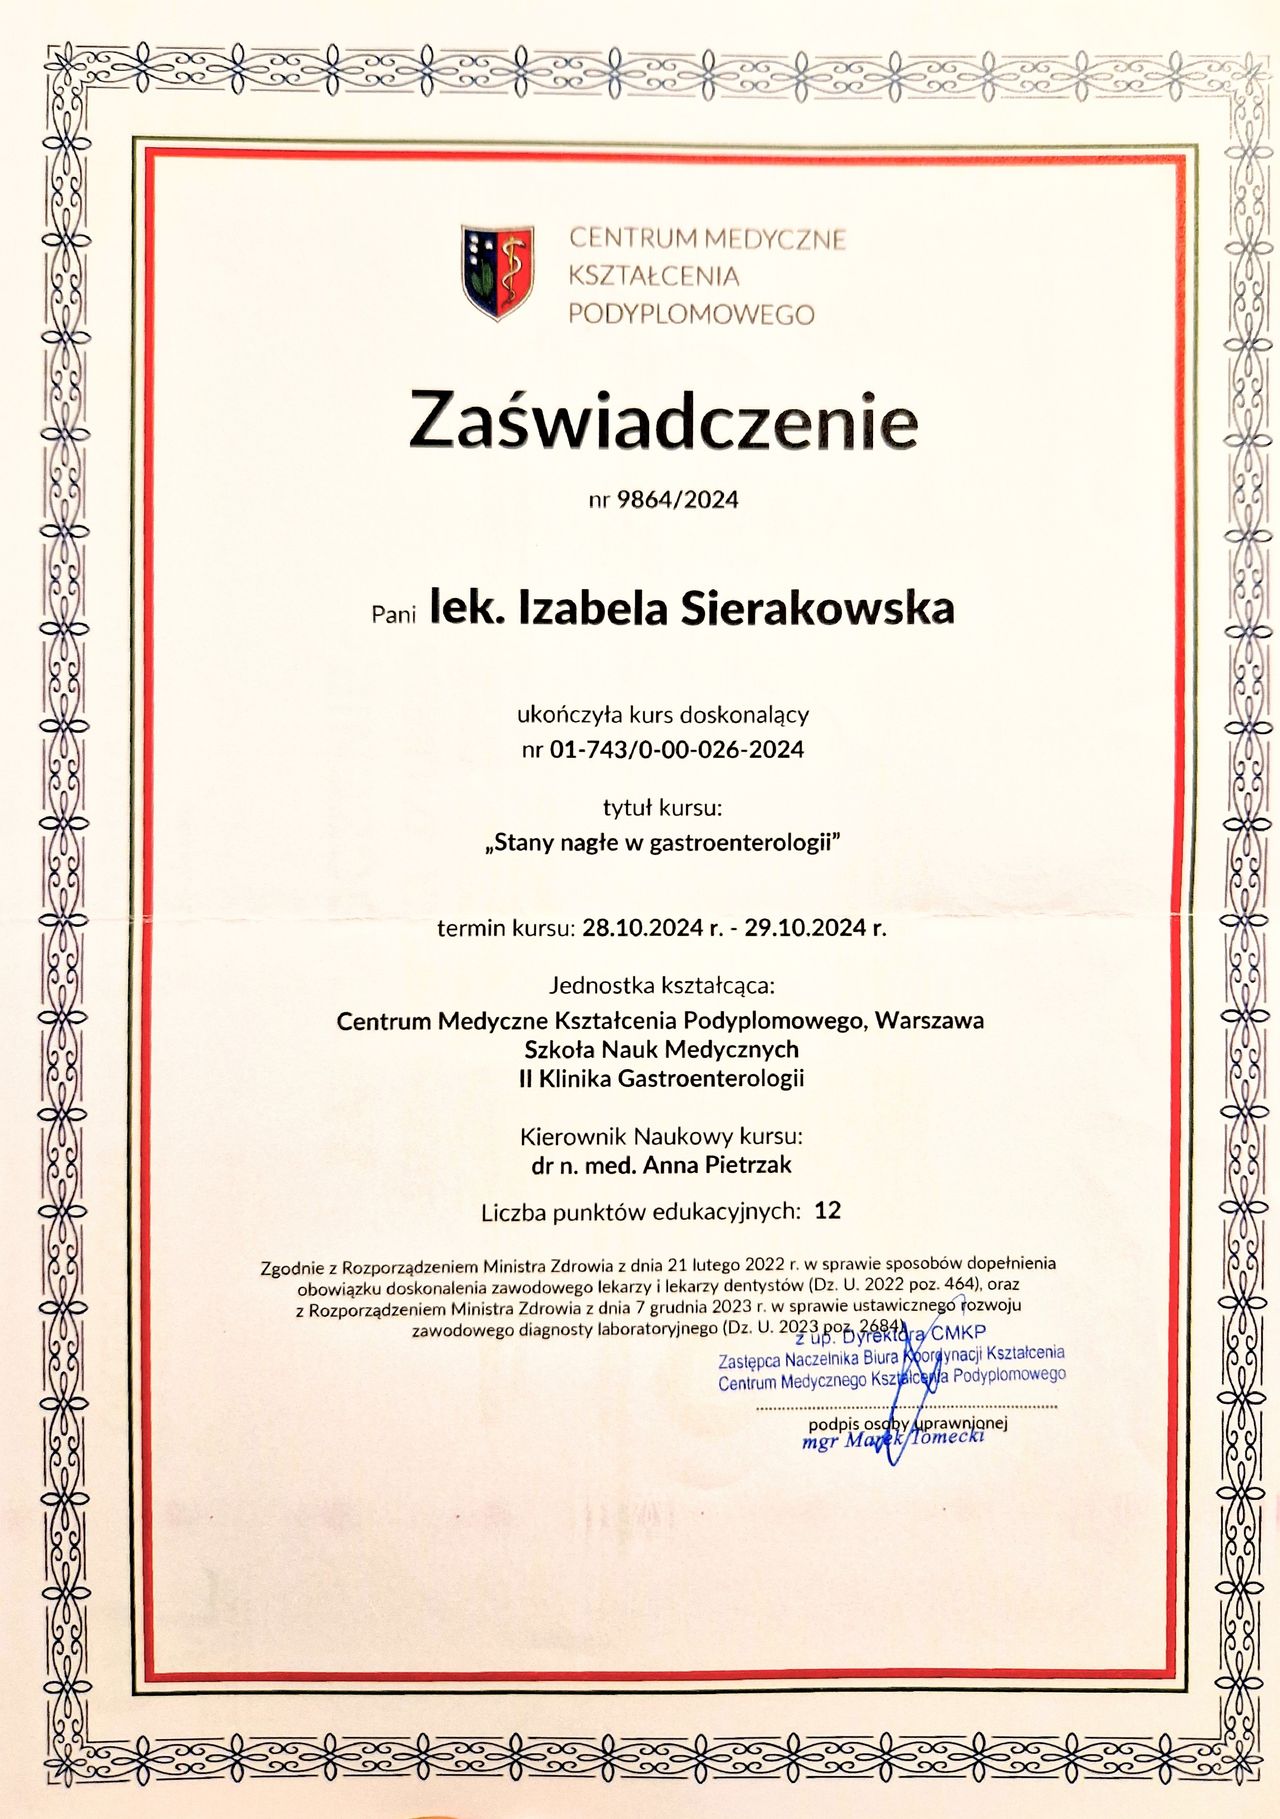 CENTRUM MEDYCZNE
KSZTAŁCENIA
PODYPLOMOWEGO
Zaświadczenie
nr 9864/2024
Pani lek. Izabela Sierakowska
ukończyła kurs doskonalący
nr 01-743/0-00-026-2024
tytuł kursu:
„Stany nagłe w gastroenterologii”
termin kursu: 28.10.2024 r. - 29.10.2024 r.
Jednostka kształcąca:
Centrum Medyczne Kształcenia Podyplomowego, Warszawa
Szkoła Nauk Medycznych
II Klinika Gastroenterologii
Kierownik Naukowy kursu:
dr n. med. Anna Pietrzak
Liczba punktów edukacyjnych: 12
Zgodnie z Rozporządzeniem Ministra Zdrowia z dnia 21 lutego 2022 r. w sprawie sposobów dopełnienia
obowiązku doskonalenia zawodowego lekarzy i lekarzy dentystów (Dz. U. 2022 poz. 464), oraz
z Rozporządzeniem Ministra Zdrowia z dnia 7 grudnia 2023 r. w sprawie ustawicznego rozwoju
zawodowego diagnosty laboratoryjnego (Dz. U. 2023 poz. 2684)
z up. Dyrektora CMKP
Zastępca Naczelnika Biura Koordynacji Kształcenia
Centrum Medycznego Kształcenia Podyplomowego
podpis osoby uprawnionej
mgr Marek Tomecki